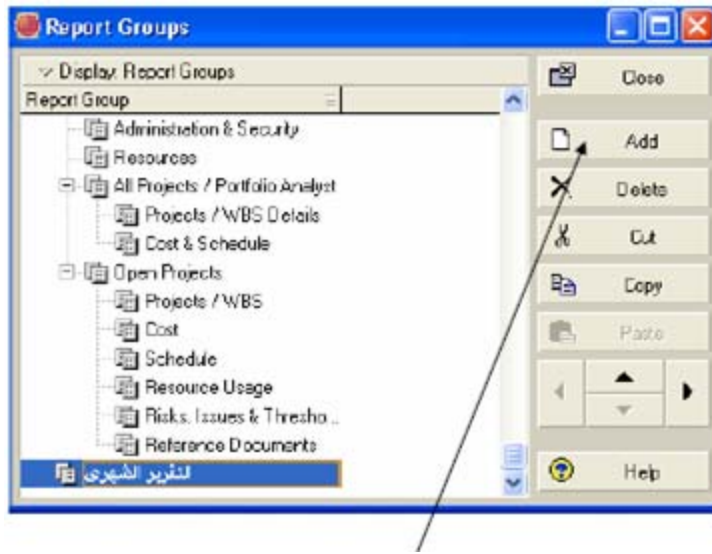 Report Groups
Display: Report Groups
Report Group
Administration & Security
Resources
All Projects / Portfolio Analyst
Projects / WBS Details
Cost & Schedule
Open Projects
Projects / WBS
Cost
Schedule
Resource Usage
Risks, Issues & Thresho...
Reference Documents
التقرير الشهرى
Close
Add
Delete
Cut
Copy
Paste
Help